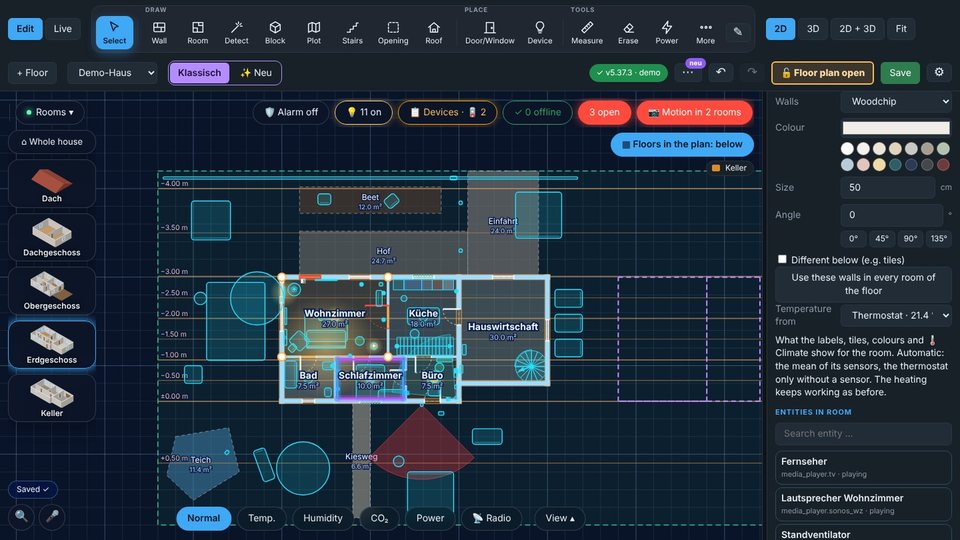 Edit
Live
DRAW
Select
Wall
Room
Detect
Block
Plot
Stairs
Opening
Roof
PLACE
Door/Window
Device
TOOLS
Measure
Erase
Power
More
2D
3D
2D + 3D
Fit
+ Floor
Demo-Haus
Klassisch
✨ Neu
✓ v5.37.3 · demo
neu
Floor plan open
Save
Rooms ▾
Alarm off
11 on
Devices · 2
✓ 0 offline
3 open
Motion in 2 rooms
Floors in the plan: below
Keller
Whole house
Dach
Dachgeschoss
Obergeschoss
Erdgeschoss
Keller
Saved ✓
−4.00 m
−3.50 m
−3.00 m
−2.50 m
−2.00 m
−1.50 m
−1.00 m
−0.50 m
±0.00 m
+0.50 m
Beet
12.0 m²
Einfahrt
24.0 m²
Hof
24.7 m²
Wohnzimmer
27.0 m²
Küche
18.0 m²
Hauswirtschaft
30.0 m²
Bad
7.5 m²
Schlafzimmer
10.0 m²
Büro
7.5 m²
Teich
11.4 m²
Kiesweg
6.6 m²
Normal
Temp.
Humidity
CO₂
Power
Radio
View ▴
Walls
Woodchip
Colour
Size
50
cm
Angle
0
°
0°
45°
90°
135°
Different below (e.g. tiles)
Use these walls in every room of
the floor
Temperature
from
Thermostat · 21.4
What the labels, tiles, colours and 🌡
Climate show for the room. Automatic:
the mean of its sensors, the thermostat
only without a sensor. The heating
keeps working as before.
ENTITIES IN ROOM
Search entity ...
Fernseher
media_player.tv · playing
Lautsprecher Wohnzimmer
media_player.sonos_wz · playing
Standventilator